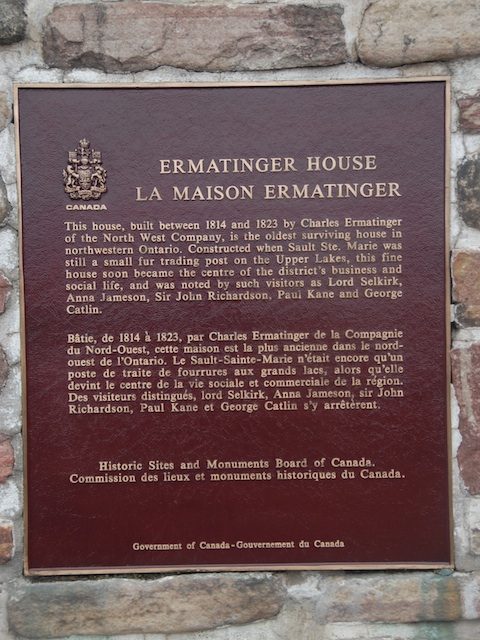 CANADA
ERMATINGER HOUSE
LA MAISON ERMATINGER
This house, built between 1814 and 1823 by Charles Ermatinger
of the North West Company, is the oldest surviving house in
northwestern Ontario. Constructed when Sault Ste. Marie was
still a small fur trading post on the Upper Lakes, this fine
house soon became the centre of the district's business and
social life, and was noted by such visitors as Lord Selkirk,
Anna Jameson, Sir John Richardson, Paul Kane and George
Catlin.
Bâtie, de 1814 à 1823, par Charles Ermatinger de la Compagnie
du Nord-Ouest, cette maison est la plus ancienne dans le nord-
ouest de l'Ontario. Le Sault-Sainte-Marie n'était encore qu'un
poste de traite de fourrures aux grands lacs, alors qu'elle
devint le centre de la vie sociale et commerciale de la région.
Des visiteurs distingués, lord Selkirk, Anna Jameson, sir John
Richardson, Paul Kane et George Catlin s'y arrêtèrent.
Historic Sites and Monuments Board of Canada.
Commission des lieux et monuments historiques du Canada.
Government of Canada - Gouvernement du Canada